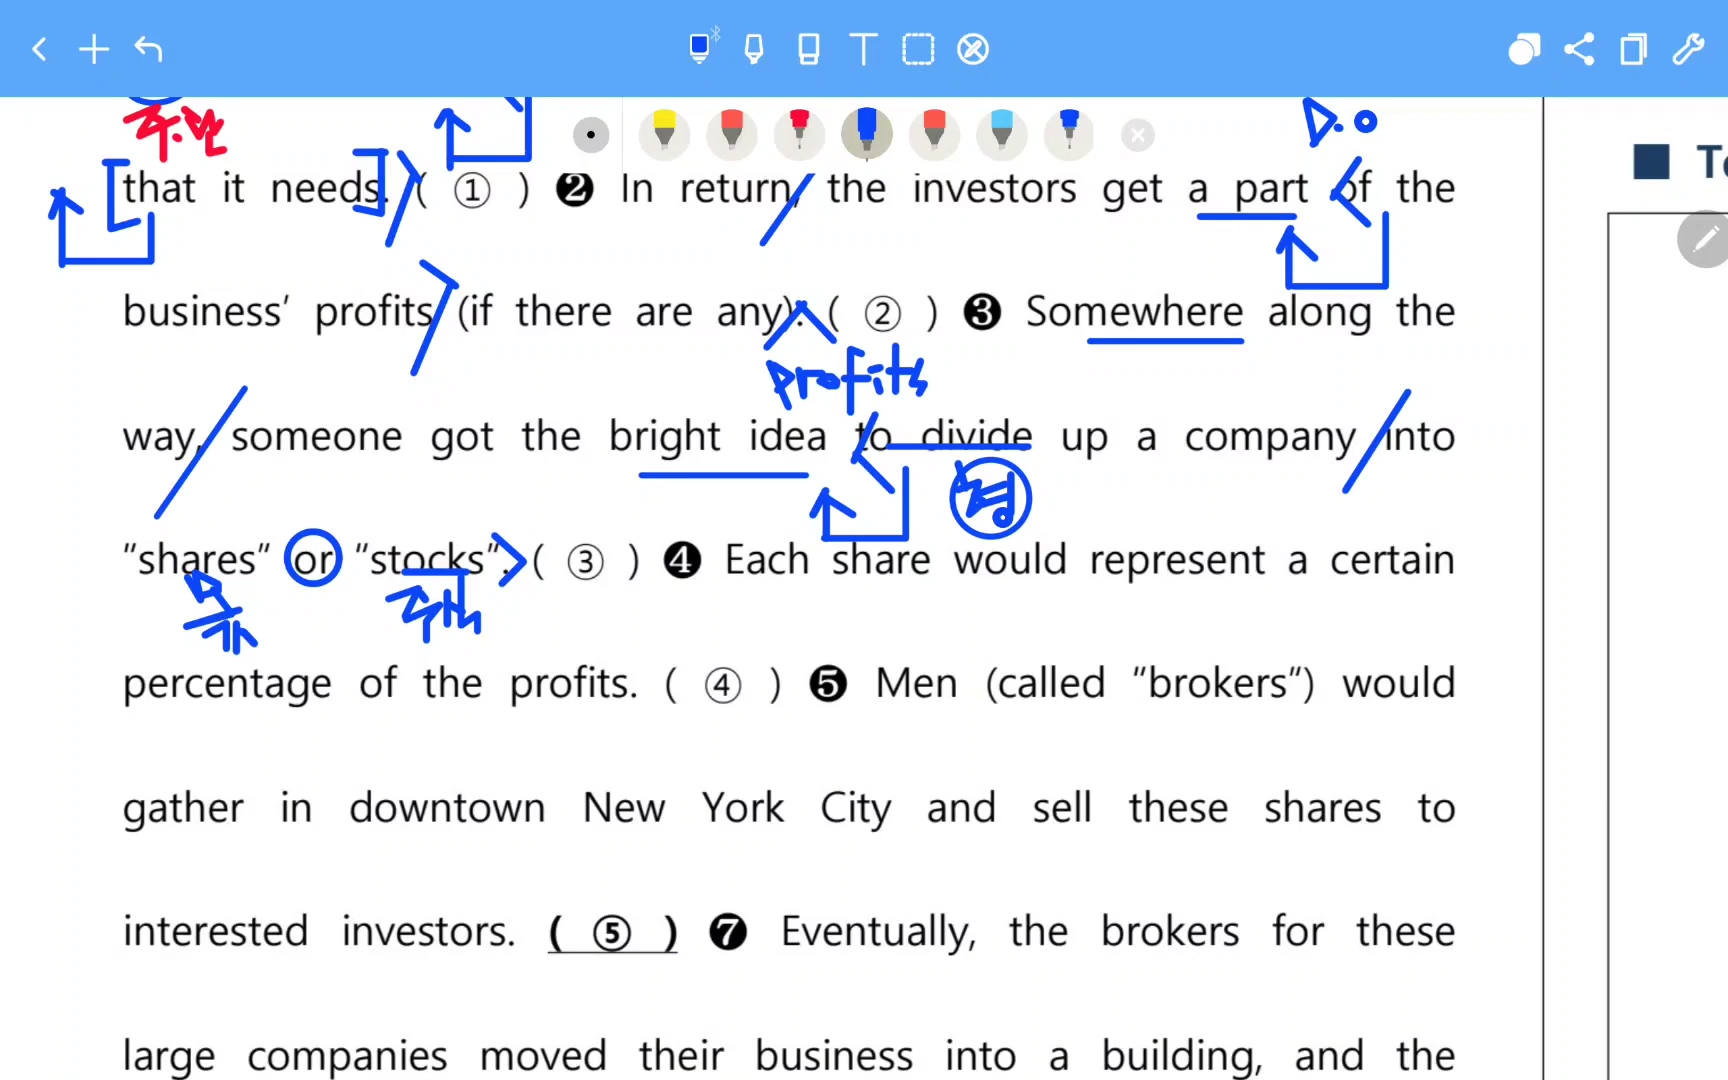 that it needs. ( ① ) ❷ In return, the investors get a part of the
business’ profits (if there are any). ( ② ) ❸ Somewhere along the
profits
way, someone got the bright idea to divide up a company into
“shares” or “stocks”. ( ③ ) ❹ Each share would represent a certain
percentage of the profits. ( ④ ) ❺ Men (called “brokers”) would
gather in downtown New York City and sell these shares to
interested investors. ( ⑤ ) ❼ Eventually, the brokers for these
large companies moved their business into a building, and the